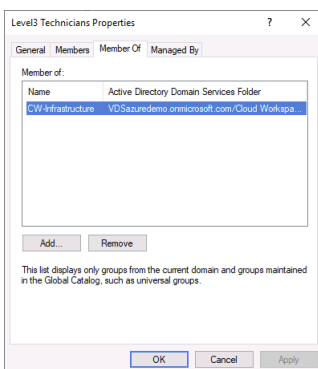 Level3 Technicians Properties ? ×
General Members Member Of Managed By
Member of:
Name Active Directory Domain Services Folder
CW-Infrastructure VDSazuredemo.onmicrosoft.com/Cloud Workspa...
Add... Remove
This list displays only groups from the current domain and groups maintained
in the Global Catalog, such as universal groups.
OK Cancel Apply